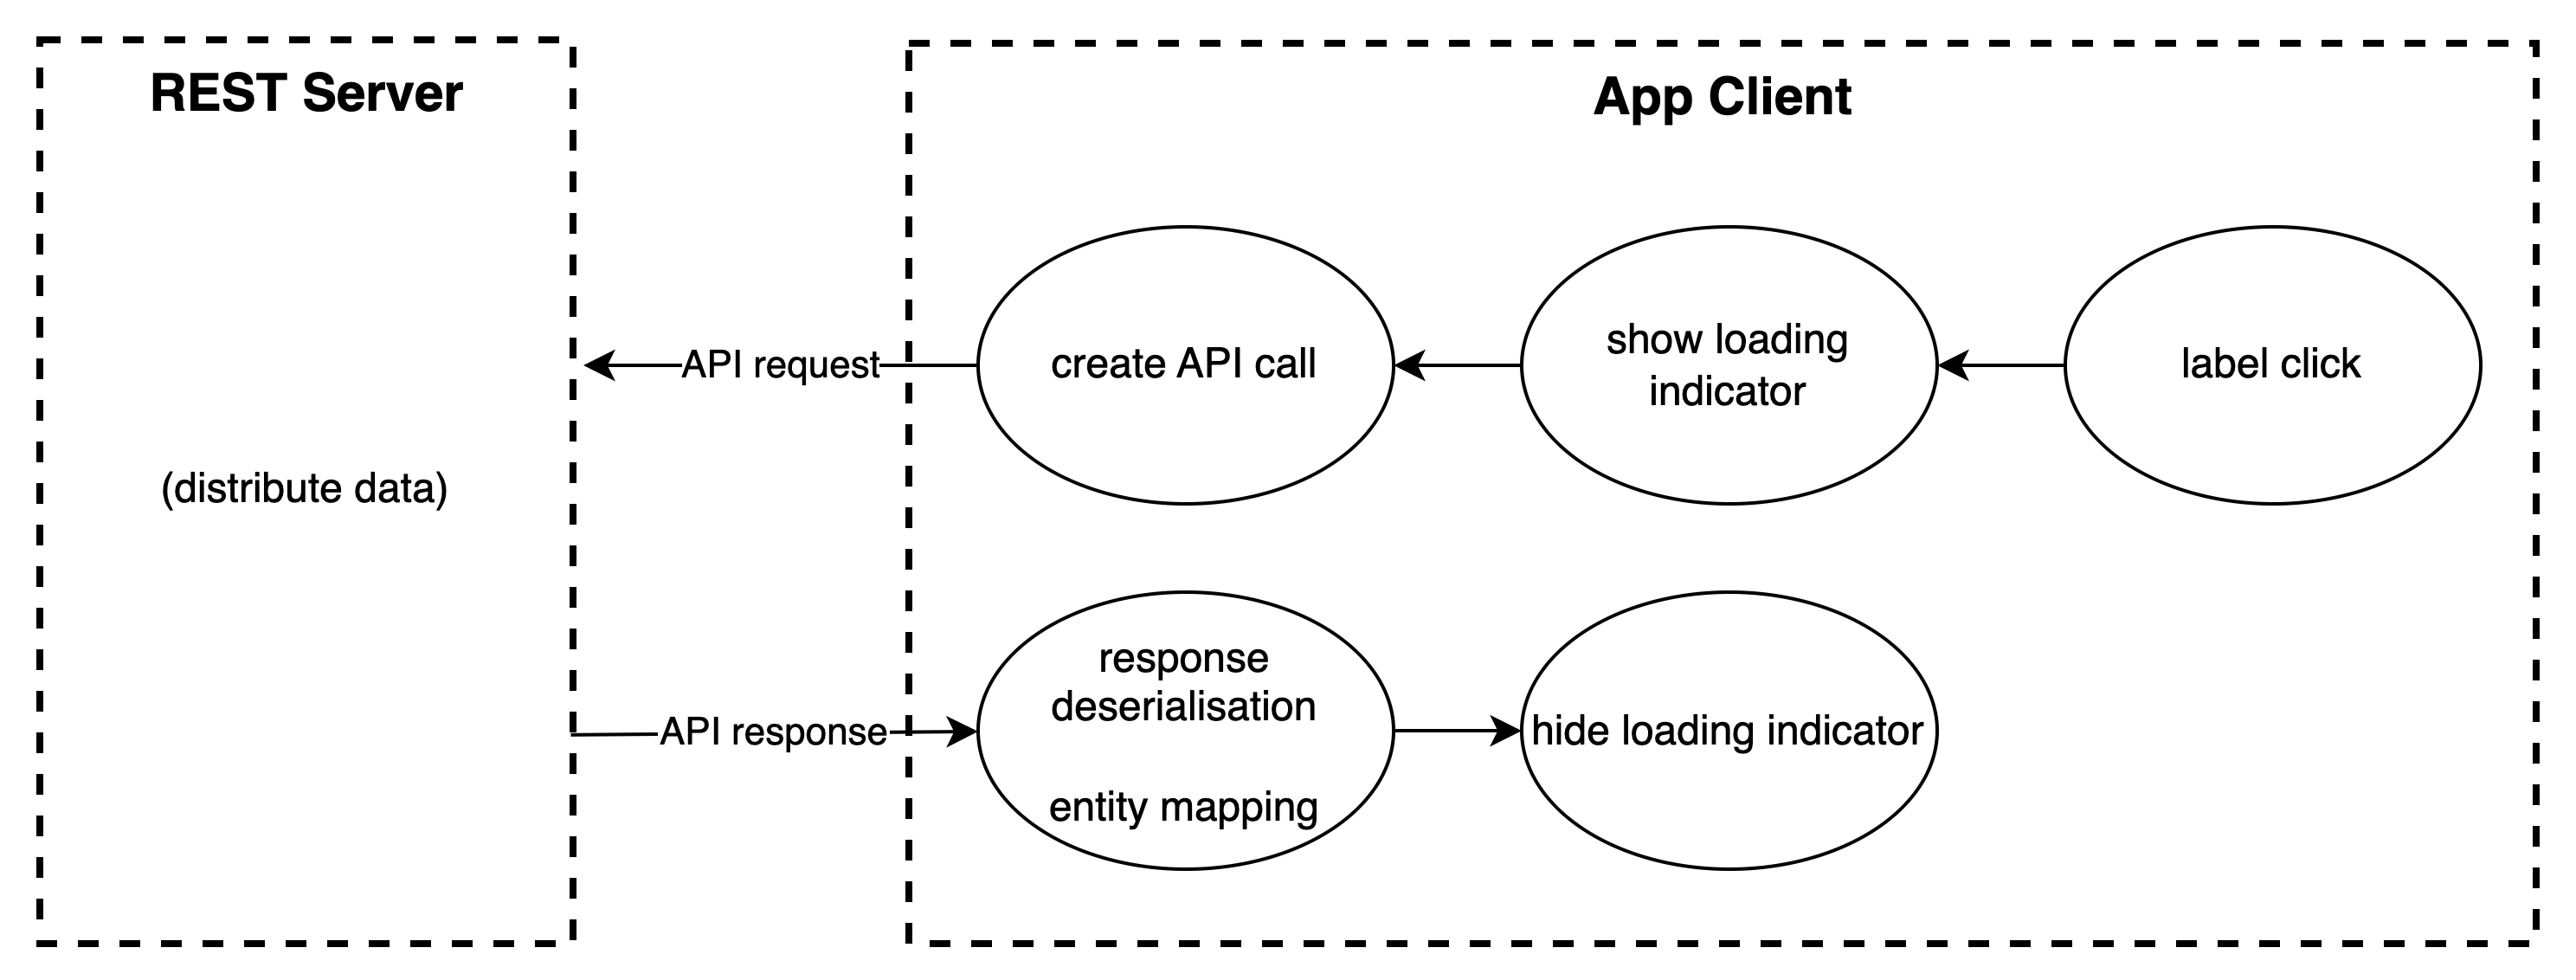 REST Server
(distribute data)
App Client
API request
create API call
show loading
indicator
label click
API response
response
deserialisation
entity mapping
hide loading indicator